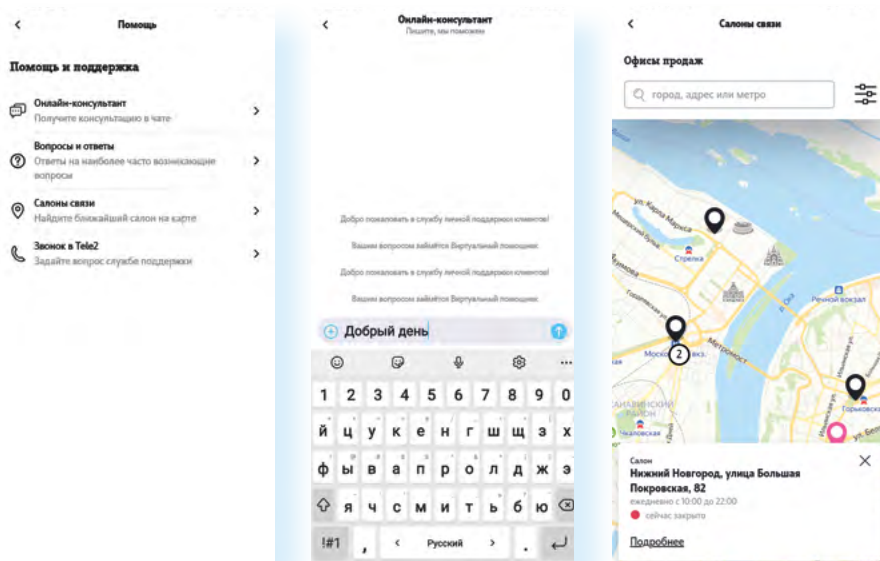 Помощь
Помощь и поддержка
Онлайн-консультант
Получите консультацию в чате
Вопросы и ответы
Ответы на наиболее часто возникающие
вопросы
Салоны связи
Найдите ближайший салон на карте
Звонок в Tele2
Задайте вопрос службе поддержки
Онлайн-консультант
Пишите, мы поможем
Добро пожаловать в службу личной поддержки клиентов!
Вашим вопросом займётся Виртуальный помощник
Добро пожаловать в службу личной поддержки клиентов!
Вашим вопросом займётся Виртуальный помощник
Добрый день
1 2 3 4 5 6 7 8 9 0
й ц у к е н г ш щ з х
ф ы в а п р о л д ж э
я ч с м и т ь б ю
!#1 , < Русский > .
Салоны связи
Офисы продаж
город, адрес или метро
ул. Карла Маркса
Стрелка
р. Ока
Речной вокзал
Метромост
2
вкз.
Чкаловская
Салон
Нижний Новгород, улица Большая
Покровская, 82
ежедневно с 10:00 до 22:00
сейчас закрыто
Подробнее